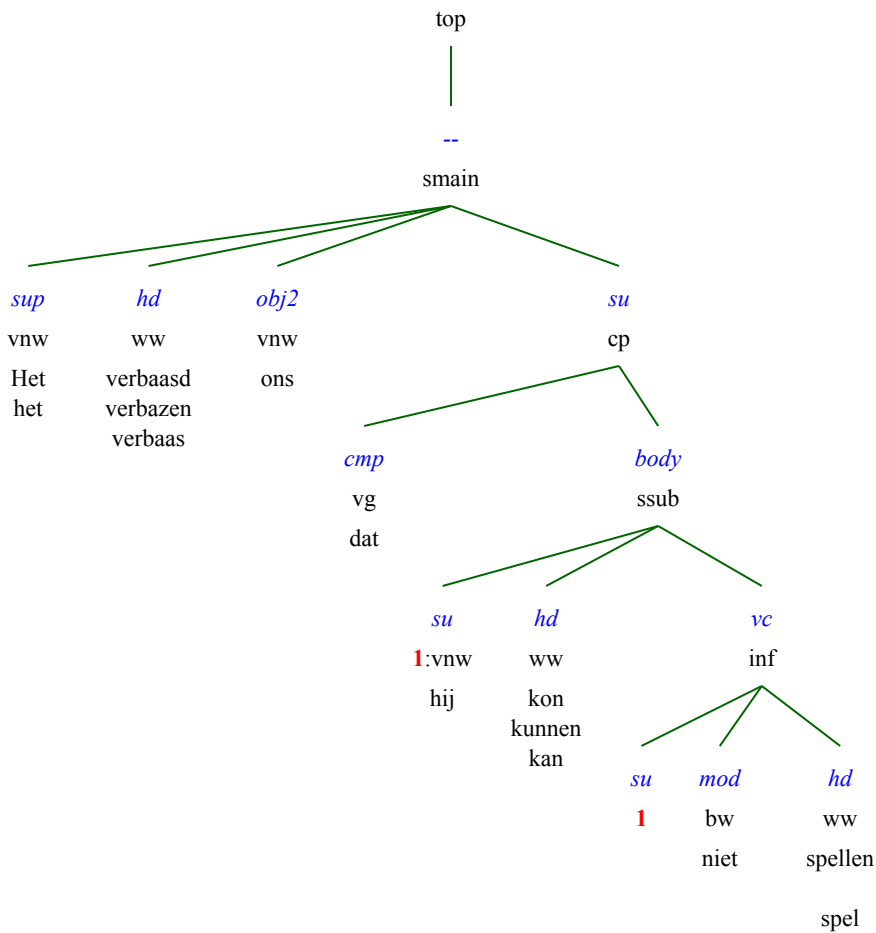 top
--
smain
sup hd obj2 su
vnw ww vnw cp
Het verbaasd ons
het verbazen
verbaas
cmp body
vg ssub
dat
su hd vc
1:vnw ww inf
hij kon
kunnen
kan
su mod hd
1 bw ww
niet spellen
spel